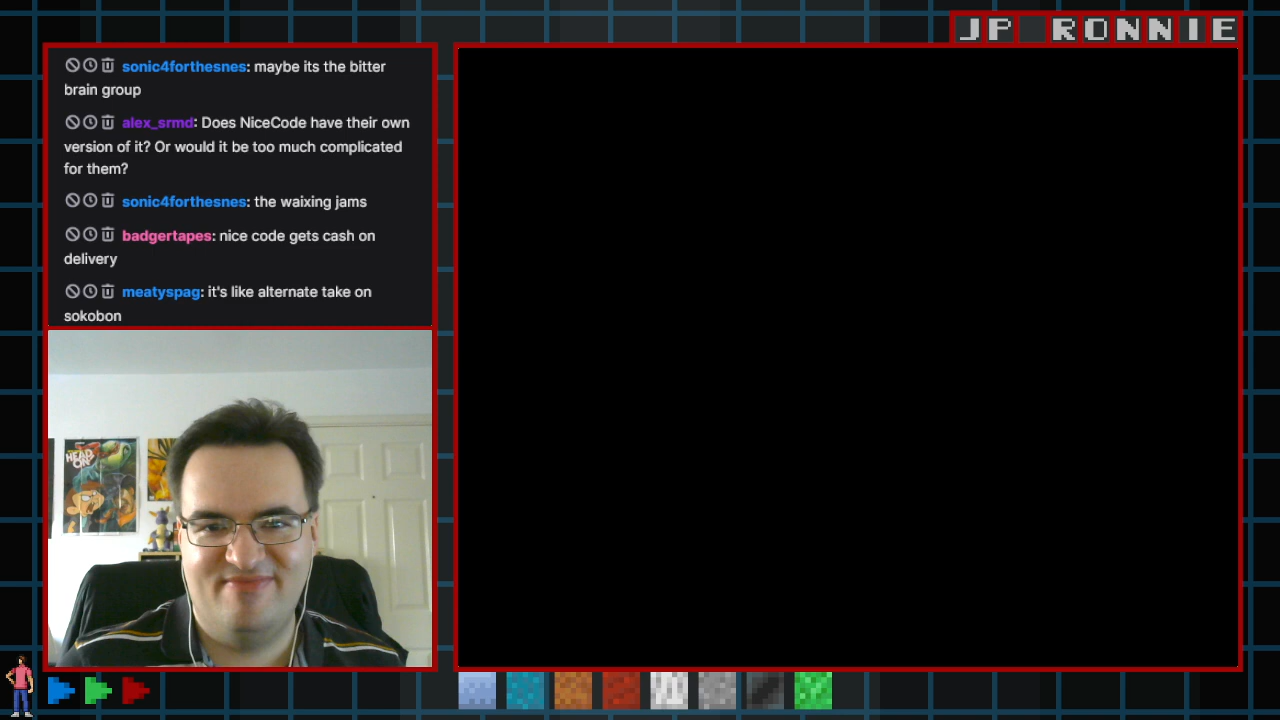 JP RONNIE
sonic4forthesnes: maybe its the bitter
brain group
alex_srmd: Does NiceCode have their own
version of it? Or would it be too much complicated
for them?
sonic4forthesnes: the waixing jams
badgertapes: nice code gets cash on
delivery
meatyspag: it's like alternate take on
sokobon
HEAD
ON